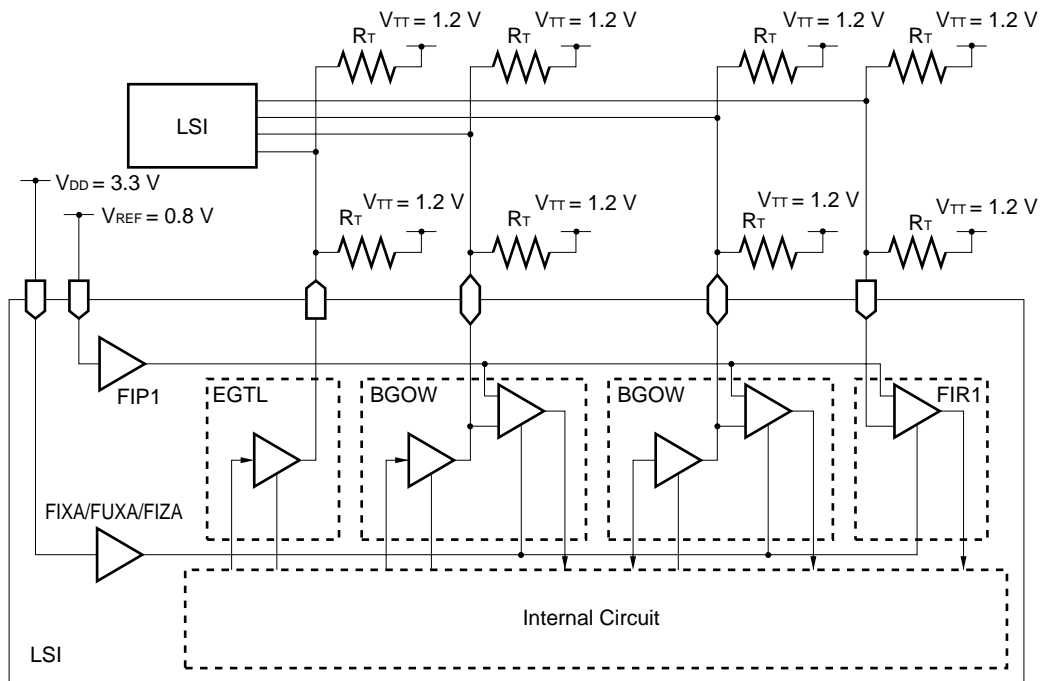 VTT = 1.2 V
VTT = 1.2 V
VTT = 1.2 V
VTT = 1.2 V
RT
RT
RT
RT
LSI
VDD = 3.3 V
VREF = 0.8 V
VTT = 1.2 V
VTT = 1.2 V
VTT = 1.2 V
VTT = 1.2 V
RT
RT
RT
RT
FIP1
EGTL
BGOW
BGOW
FIR1
FIXA/FUXA/FIZA
Internal Circuit
LSI